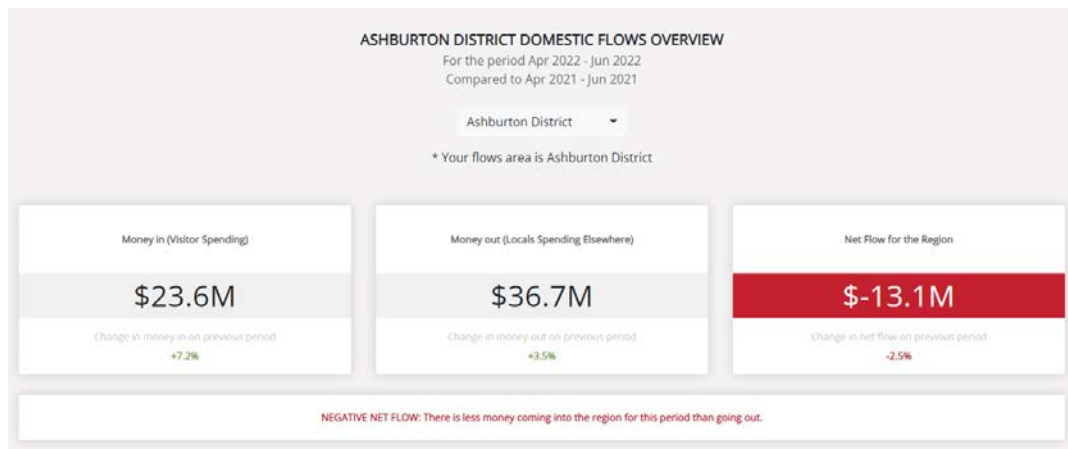 ASHBURTON DISTRICT DOMESTIC FLOWS OVERVIEW
For the period Apr 2022 - Jun 2022
Compared to Apr 2021 - Jun 2021
Ashburton District
* Your flows area is Ashburton District
Money in (Visitor Spending)
$23.6M
Change in money in on previous period
+7.2%
Money out (Locals Spending Elsewhere)
$36.7M
Change in money out on previous period
+3.5%
Net Flow for the Region
$-13.1M
Change in net flow on previous period
-2.5%
NEGATIVE NET FLOW: There is less money coming into the region for this period than going out.